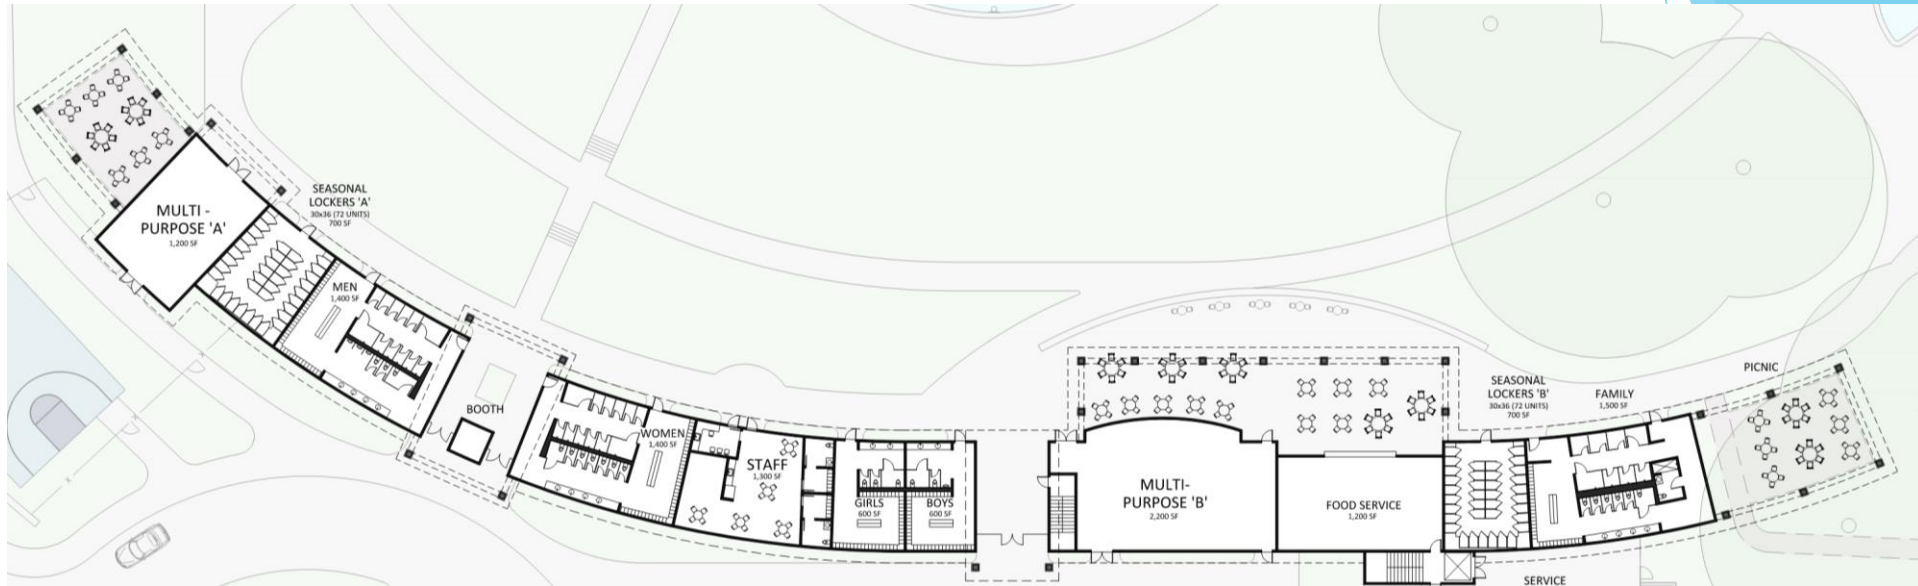 MULTI -
PURPOSE 'A'
1,200 SF
SEASONAL
LOCKERS 'A'
30x36 (72 UNITS)
700 SF
MEN
1,400 SF
BOOTH
WOMEN
1,400 SF
STAFF
1,300 SF
GIRLS
600 SF
BOYS
600 SF
MULTI-
PURPOSE 'B'
2,200 SF
FOOD SERVICE
1,200 SF
SEASONAL
LOCKERS 'B'
30x36 (72 UNITS)
700 SF
FAMILY
1,500 SF
PICNIC
SERVICE